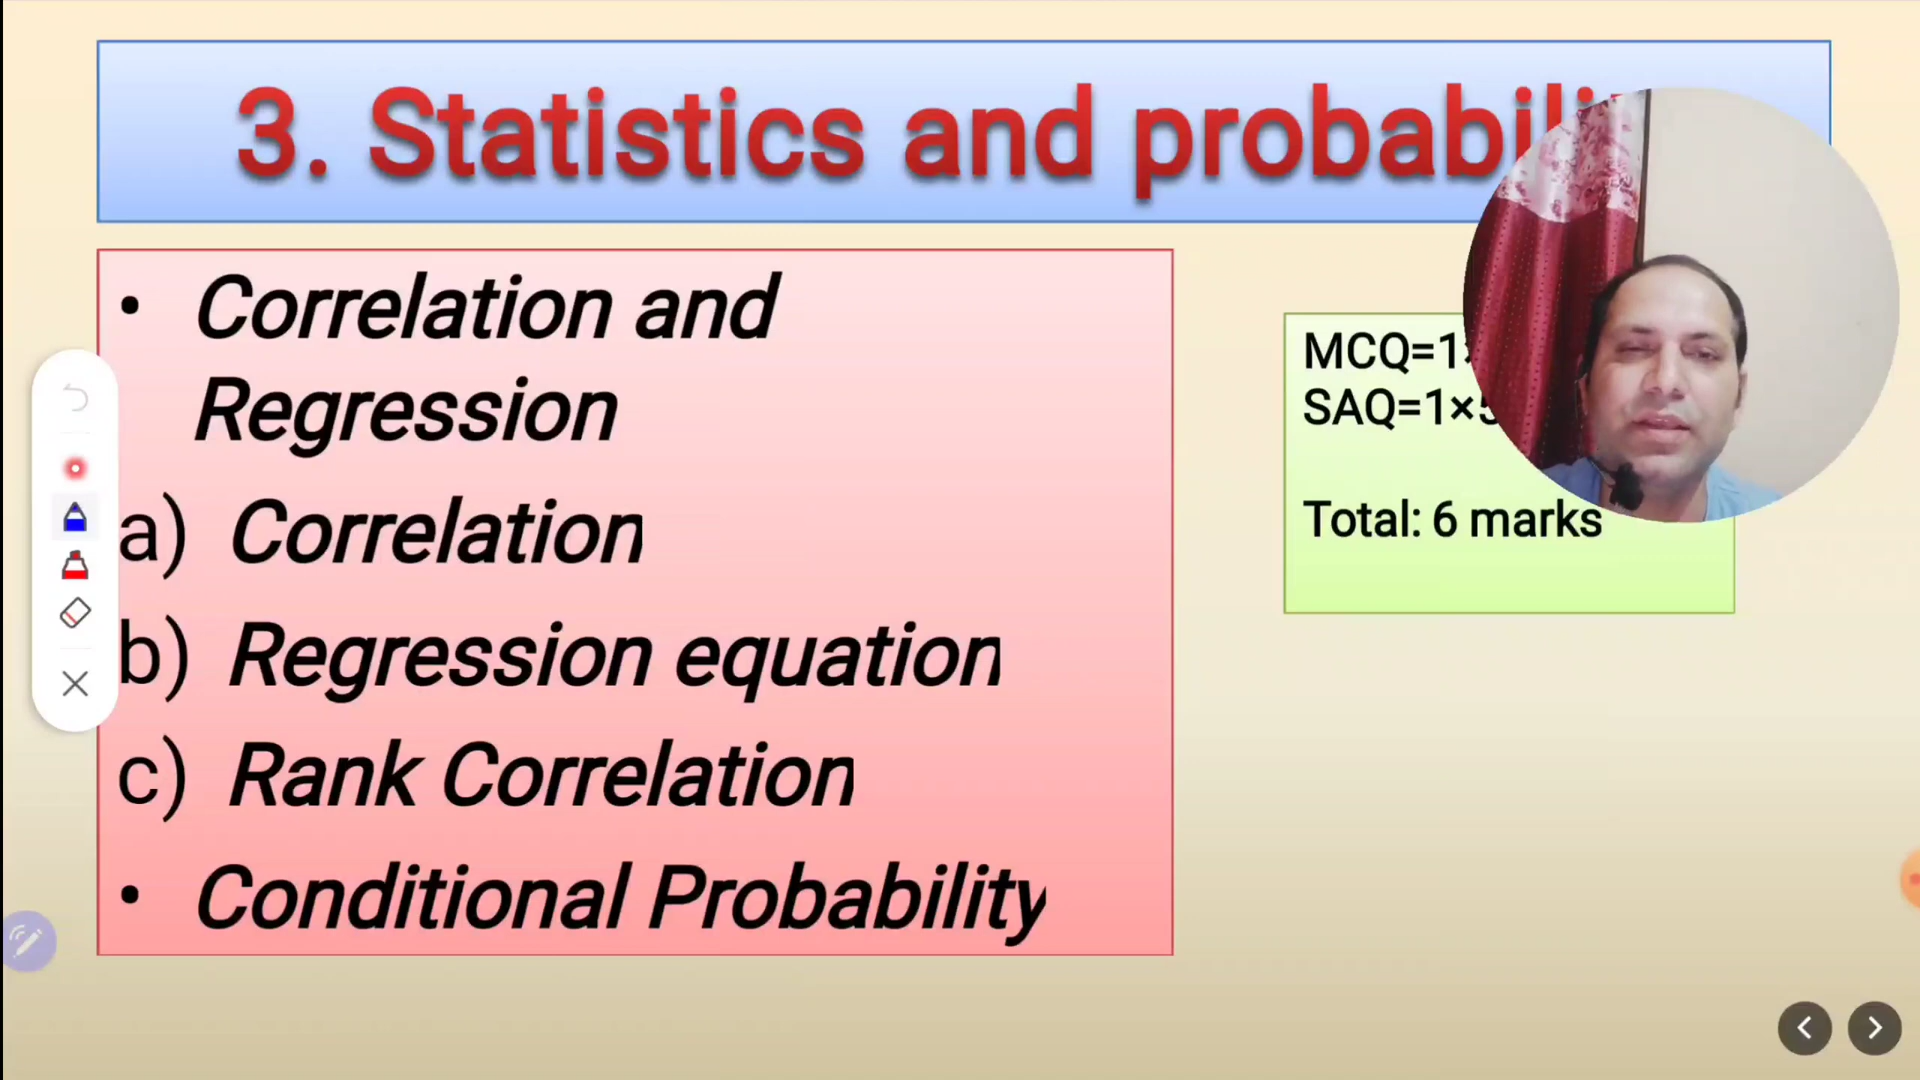 3. Statistics and
• Correlation and
Regression
a) Correlation
b) Regression equation
c) Rank Correlation
• Conditional Probability
MCQ=1
SAQ=1×5
Total: 6 marks